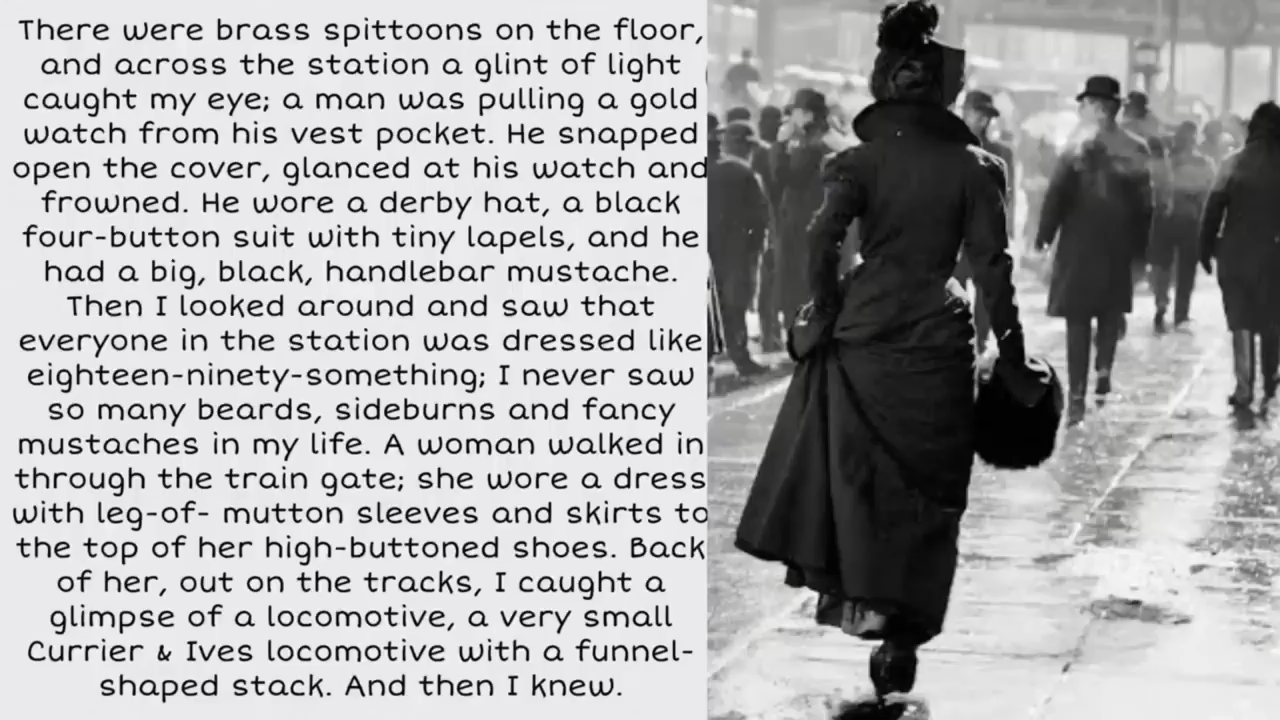 There were brass spittoons on the floor,
and across the station a glint of light
caught my eye; a man was pulling a gold
watch from his vest pocket. He snapped
open the cover, glanced at his watch and
frowned. He wore a derby hat, a black
four-button suit with tiny lapels, and he
had a big, black, handlebar mustache.
Then I looked around and saw that
everyone in the station was dressed like
eighteen-ninety-something; I never saw
so many beards, sideburns and fancy
mustaches in my life. A woman walked in
through the train gate; she wore a dress
with leg-of- mutton sleeves and skirts to
the top of her high-buttoned shoes. Back
of her, out on the tracks, I caught a
glimpse of a locomotive, a very small
Currier & Ives locomotive with a funnel-
shaped stack. And then I knew.